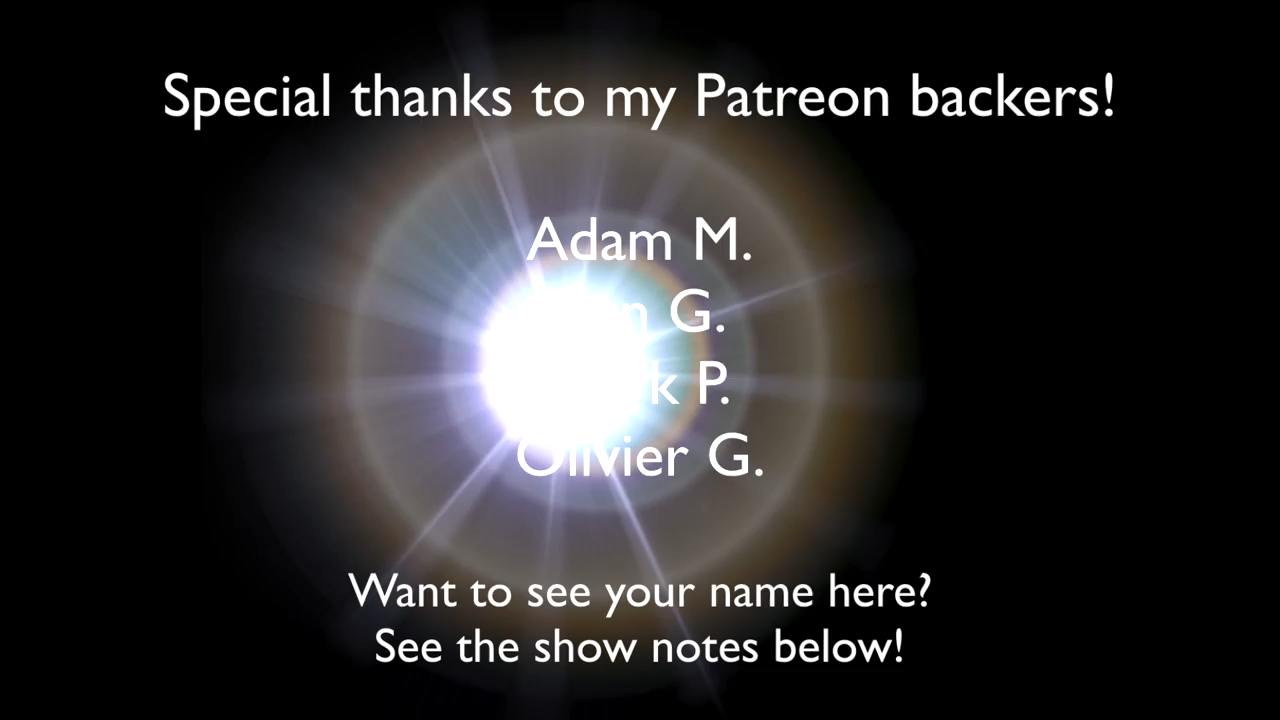 Special thanks to my Patreon backers!
Adam M.
G.
P.
Olivier G.
Want to see your name here?
See the show notes below!